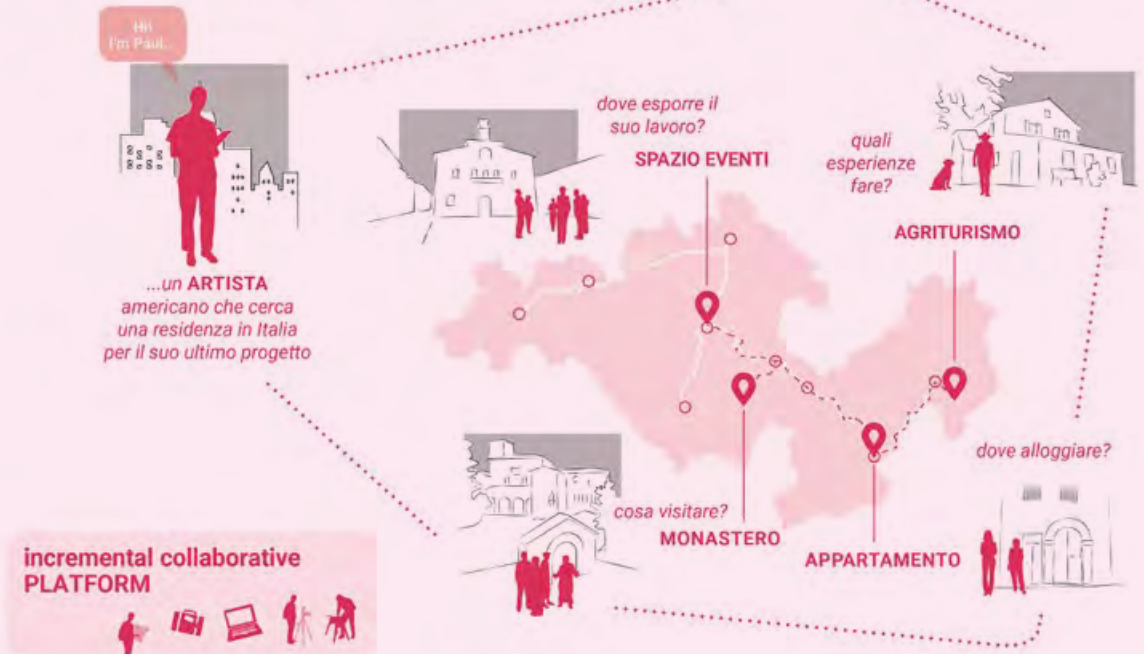 Hi!
I'm Paul...
...un ARTISTA
americano che cerca
una residenza in Italia
per il suo ultimo progetto
dove esporre il
suo lavoro?
SPAZIO EVENTI
quali
esperienze
fare?
AGRITURISMO
cosa visitare?
MONASTERO
dove alloggiare?
APPARTAMENTO
incremental collaborative
PLATFORM